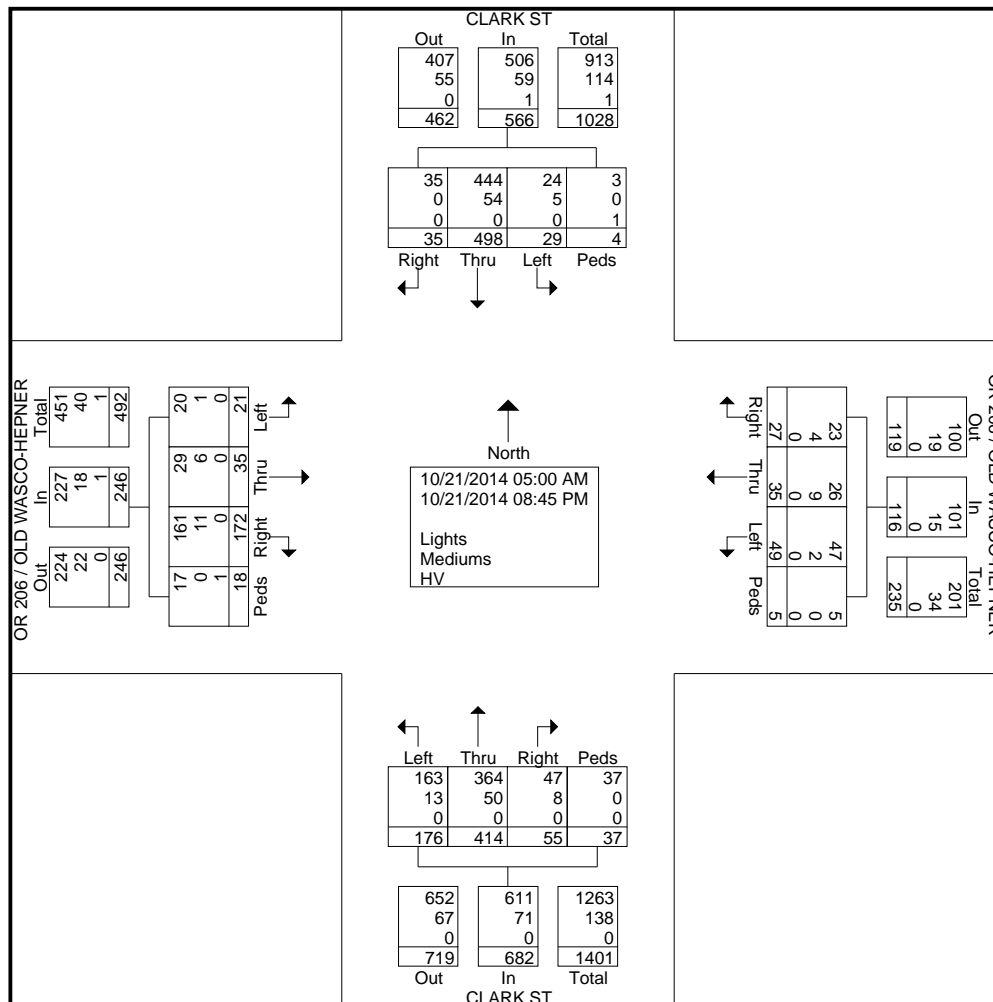 CLARK ST
Out In Total
407 506 913
55 59 114
0 1 1
462 566 1028
35 444 24 3
0 54 5 0
0 0 0 1
35 498 29 4
Right Thru Left Peds
OR 206 / OLD WASCO-HEPNER
Total In Out
451 40 1 492
227 18 1 246
224 22 0 246
20 1 0 21
29 6 0 35
161 11 0 172
17 0 1 18
Left Thru Right Peds
North
10/21/2014 05:00 AM
10/21/2014 08:45 PM
Lights
Mediums
HV
Right Thru Left Peds
23 4 0 27
26 9 0 35
47 2 0 49
5 0 0 5
Out In Total
100 19 0 119
101 15 0 116
201 34 0 235
Left Thru Right Peds
163 364 47 37
13 50 8 0
0 0 0 0
176 414 55 37
652 611 1263
67 71 138
0 0 0
719 682 1401
Out In Total
CLARK ST